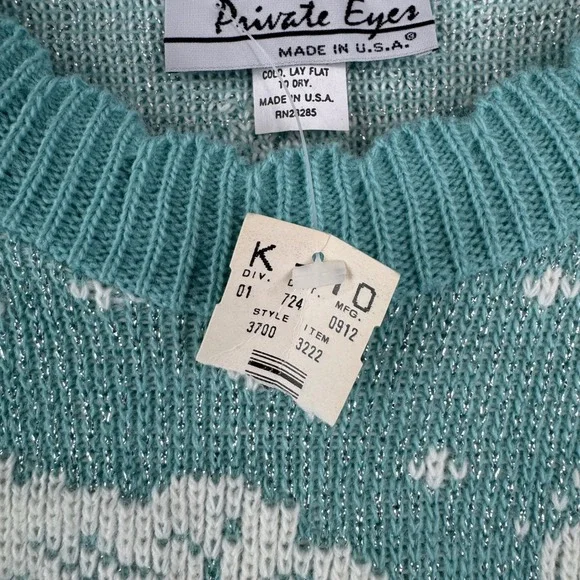 Private Eyes
MADE IN U.S.A.®
COLD, LAY FLAT
TO DRY.
MADE IN U.S.A.
RN28285
DIV. MFG.
01 724 0912
STYLE ITEM
3700 3222